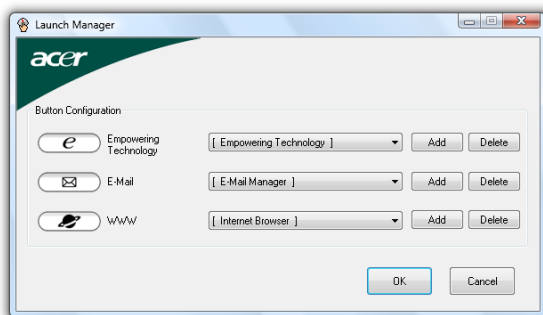 Launch Manager
acer
Button Configuration
e
Empowering
Technology
[ Empowering Technology ]
Add
Delete
E-Mail
[ E-Mail Manager ]
Add
Delete
WWW
[ Internet Browser ]
Add
Delete
OK
Cancel